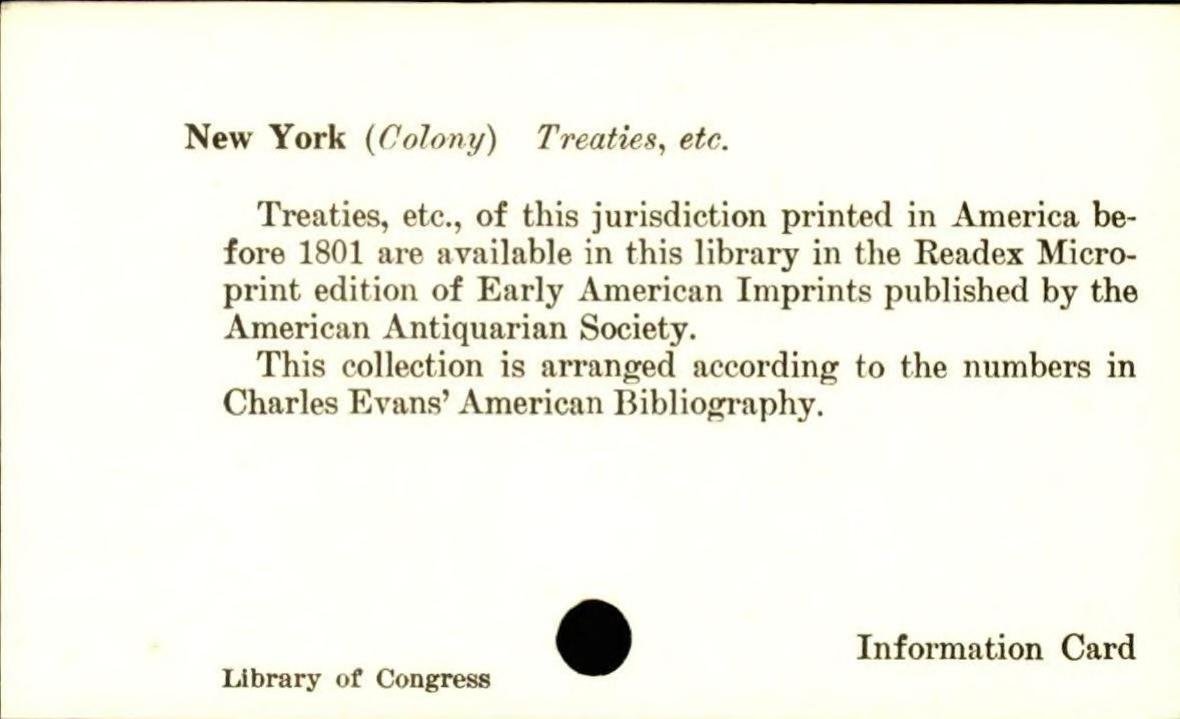 New York (Colony) Treaties, etc.
Treaties, etc., of this jurisdiction printed in America be-
fore 1801 are available in this library in the Readex Micro-
print edition of Early American Imprints published by the
American Antiquarian Society.
This collection is arranged according to the numbers in
Charles Evans' American Bibliography.
Information Card
Library of Congress